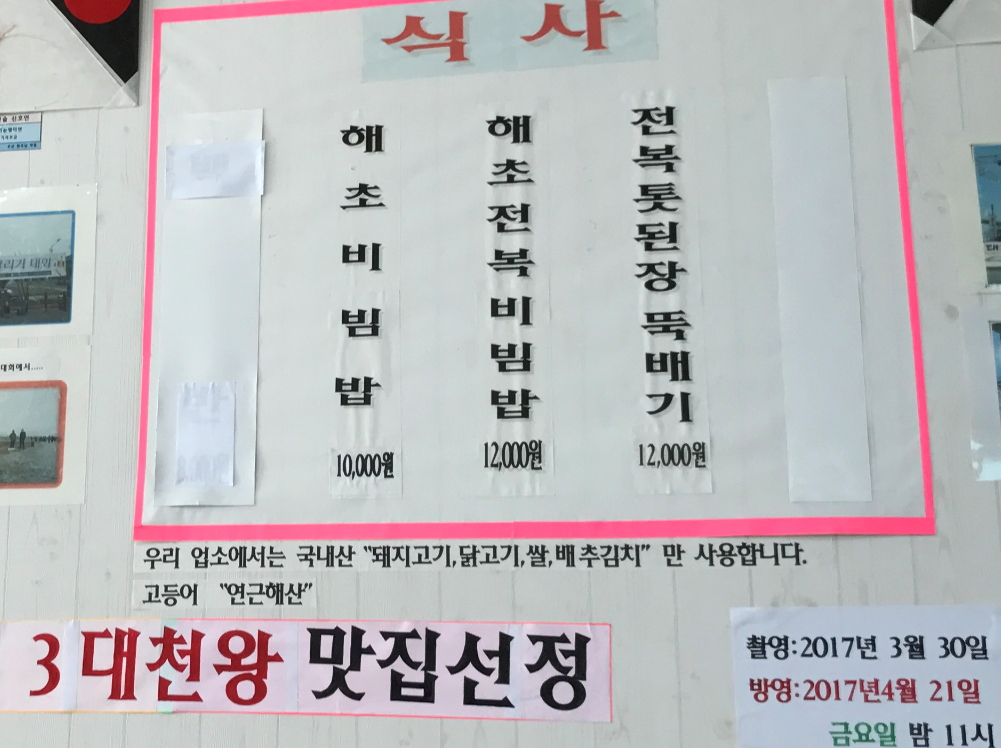 식 사
해초비빔밥
10,000원
해초전복비빔밥
12,000원
전복톳된장뚝배기
12,000원
우리 업소에서는 국내산 "돼지고기,닭고기,쌀,배추김치" 만 사용합니다.
고등어 "연근해산"
3대천왕 맛집선정
촬영:2017년 3월 30일
방영:2017년4월 21일
금요일 밤 11시
대회에서.....